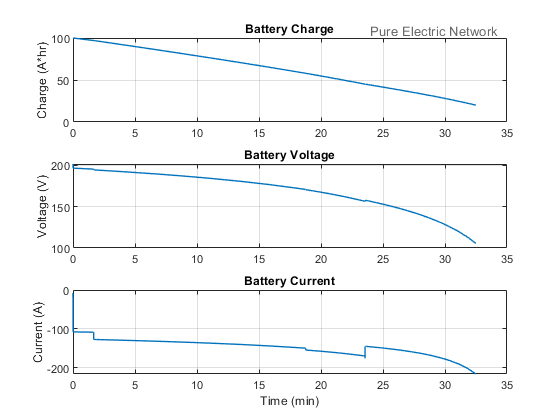 Battery Charge
Pure Electric Network
Charge (A*hr)
100
50
0
0 5 10 15 20 25 30 35
Battery Voltage
Voltage (V)
200
150
100
0 5 10 15 20 25 30 35
Battery Current
Current (A)
0
-100
-200
0 5 10 15 20 25 30 35
Time (min)